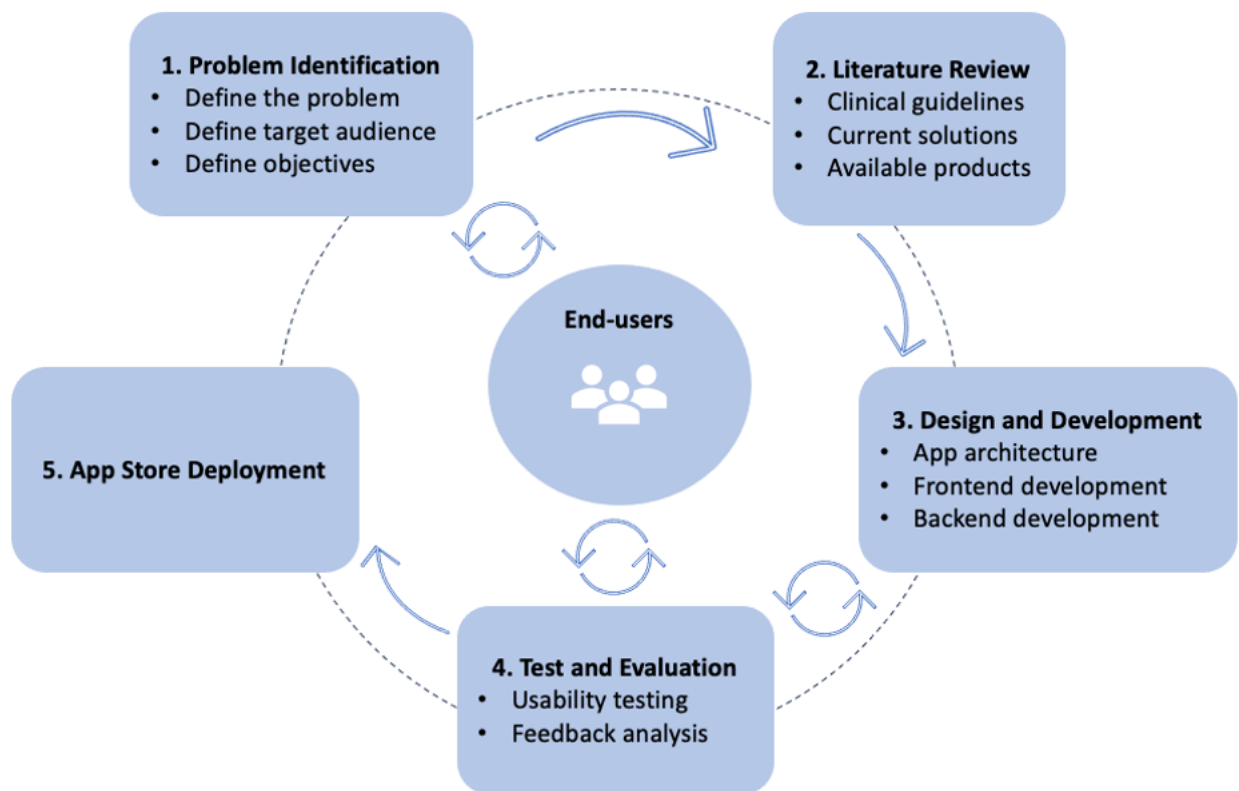 1. Problem Identification
• Define the problem
• Define target audience
• Define objectives
2. Literature Review
• Clinical guidelines
• Current solutions
• Available products
End-users
3. Design and Development
• App architecture
• Frontend development
• Backend development
4. Test and Evaluation
• Usability testing
• Feedback analysis
5. App Store Deployment